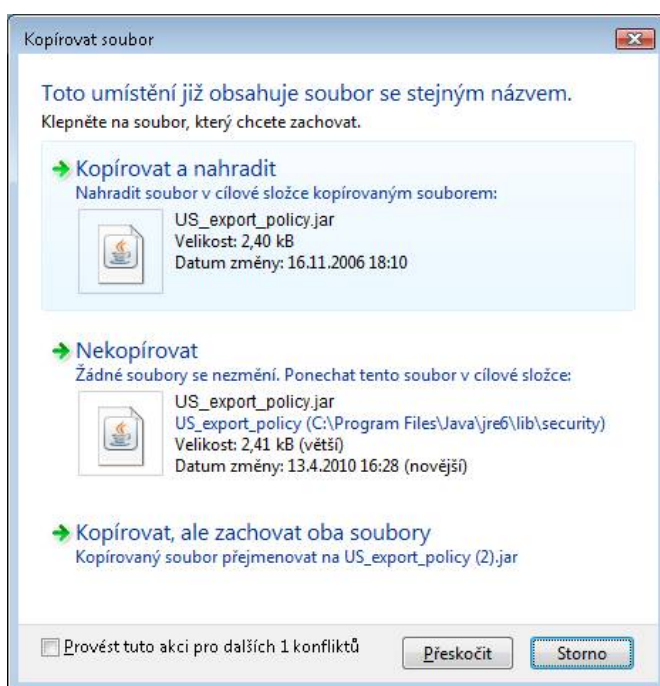 Kopírovat soubor
Toto umístění již obsahuje soubor se stejným názvem.
Klepněte na soubor, který chcete zachovat.
Kopírovat a nahradit
Nahradit soubor v cílové složce kopírovaným souborem:
US_export_policy.jar
Velikost: 2,40 kB
Datum změny: 16.11.2006 18:10
Nekopírovat
Žádné soubory se nezmění. Ponechat tento soubor v cílové složce:
US_export_policy.jar
US_export_policy (C:\Program Files\Java\jre6\lib\security)
Velikost: 2,41 kB (větší)
Datum změny: 13.4.2010 16:28 (novější)
Kopírovat, ale zachovat oba soubory
Kopírovaný soubor přejmenovat na US_export_policy (2).jar
Provést tuto akci pro dalších 1 konfliktů
Přeskočit
Storno